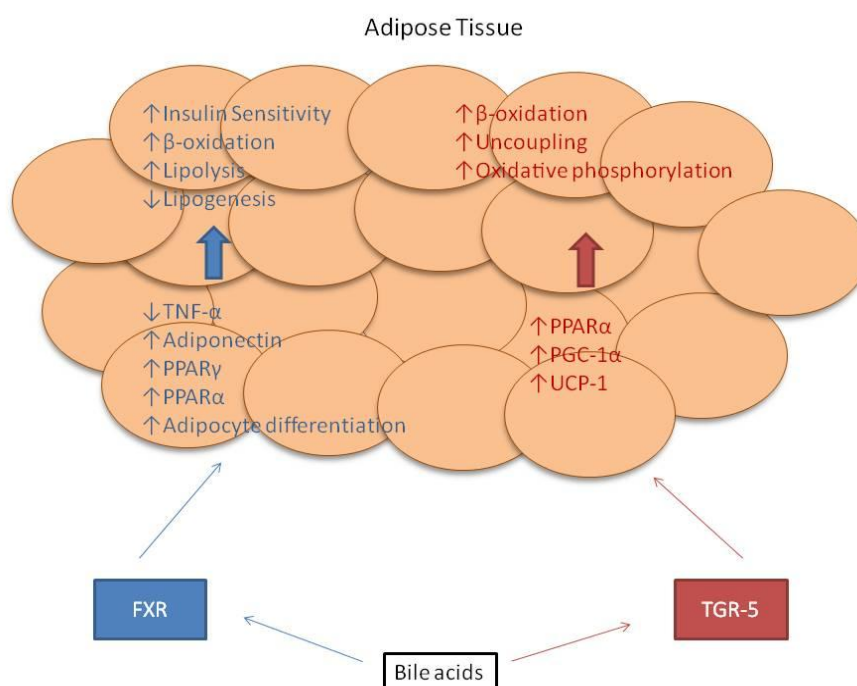 Adipose Tissue
↑Insulin Sensitivity
↑β-oxidation
↑Lipolysis
↓Lipogenesis
↑β-oxidation
↑Uncoupling
↑Oxidative phosphorylation
↓TNF-α
↑Adiponectin
↑PPARγ
↑PPARα
↑Adipocyte differentiation
↑PPARα
↑PGC-1α
↑UCP-1
FXR
TGR-5
Bile acids